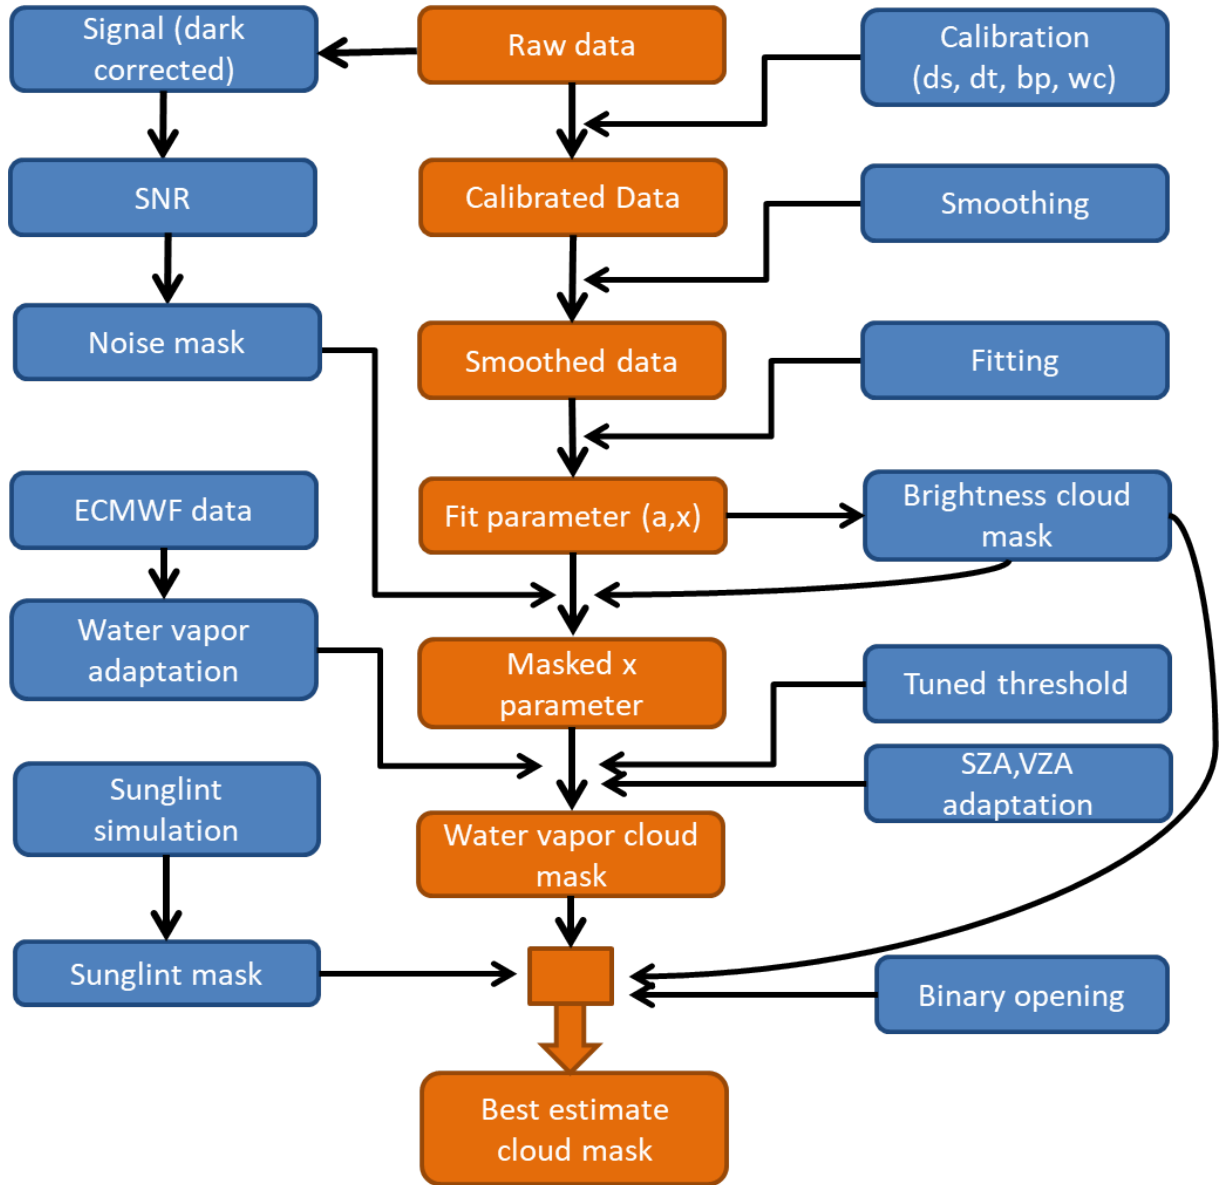 Signal (dark
corrected)
Raw data
Calibration
(ds, dt, bp, wc)
SNR
Calibrated Data
Smoothing
Noise mask
Smoothed data
Fitting
ECMWF data
Fit parameter (a,x)
Brightness cloud
mask
Water vapor
adaptation
Masked x
parameter
Tuned threshold
SZA,VZA
adaptation
Sunglint
simulation
Water vapor cloud
mask
Sunglint mask
Binary opening
Best estimate
cloud mask